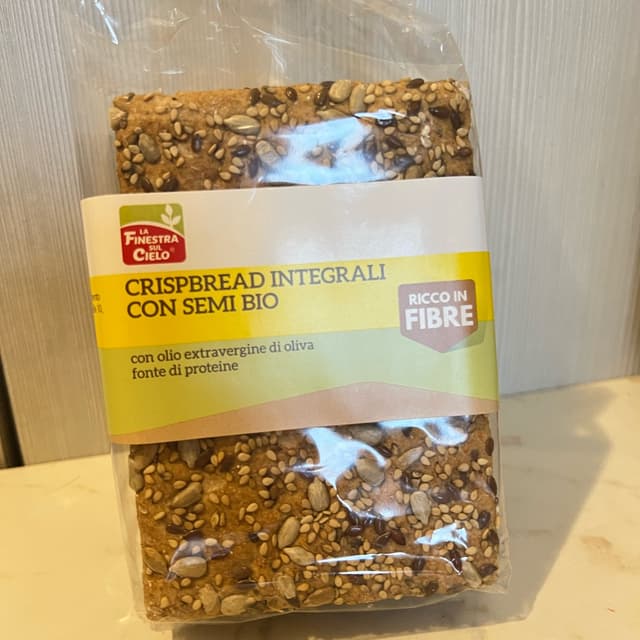 LA
FINESTRA
SUL
CIELO®
CRISPBREAD INTEGRALI
CON SEMI BIO
RICCO IN
FIBRE
con olio extravergine di oliva
fonte di proteine